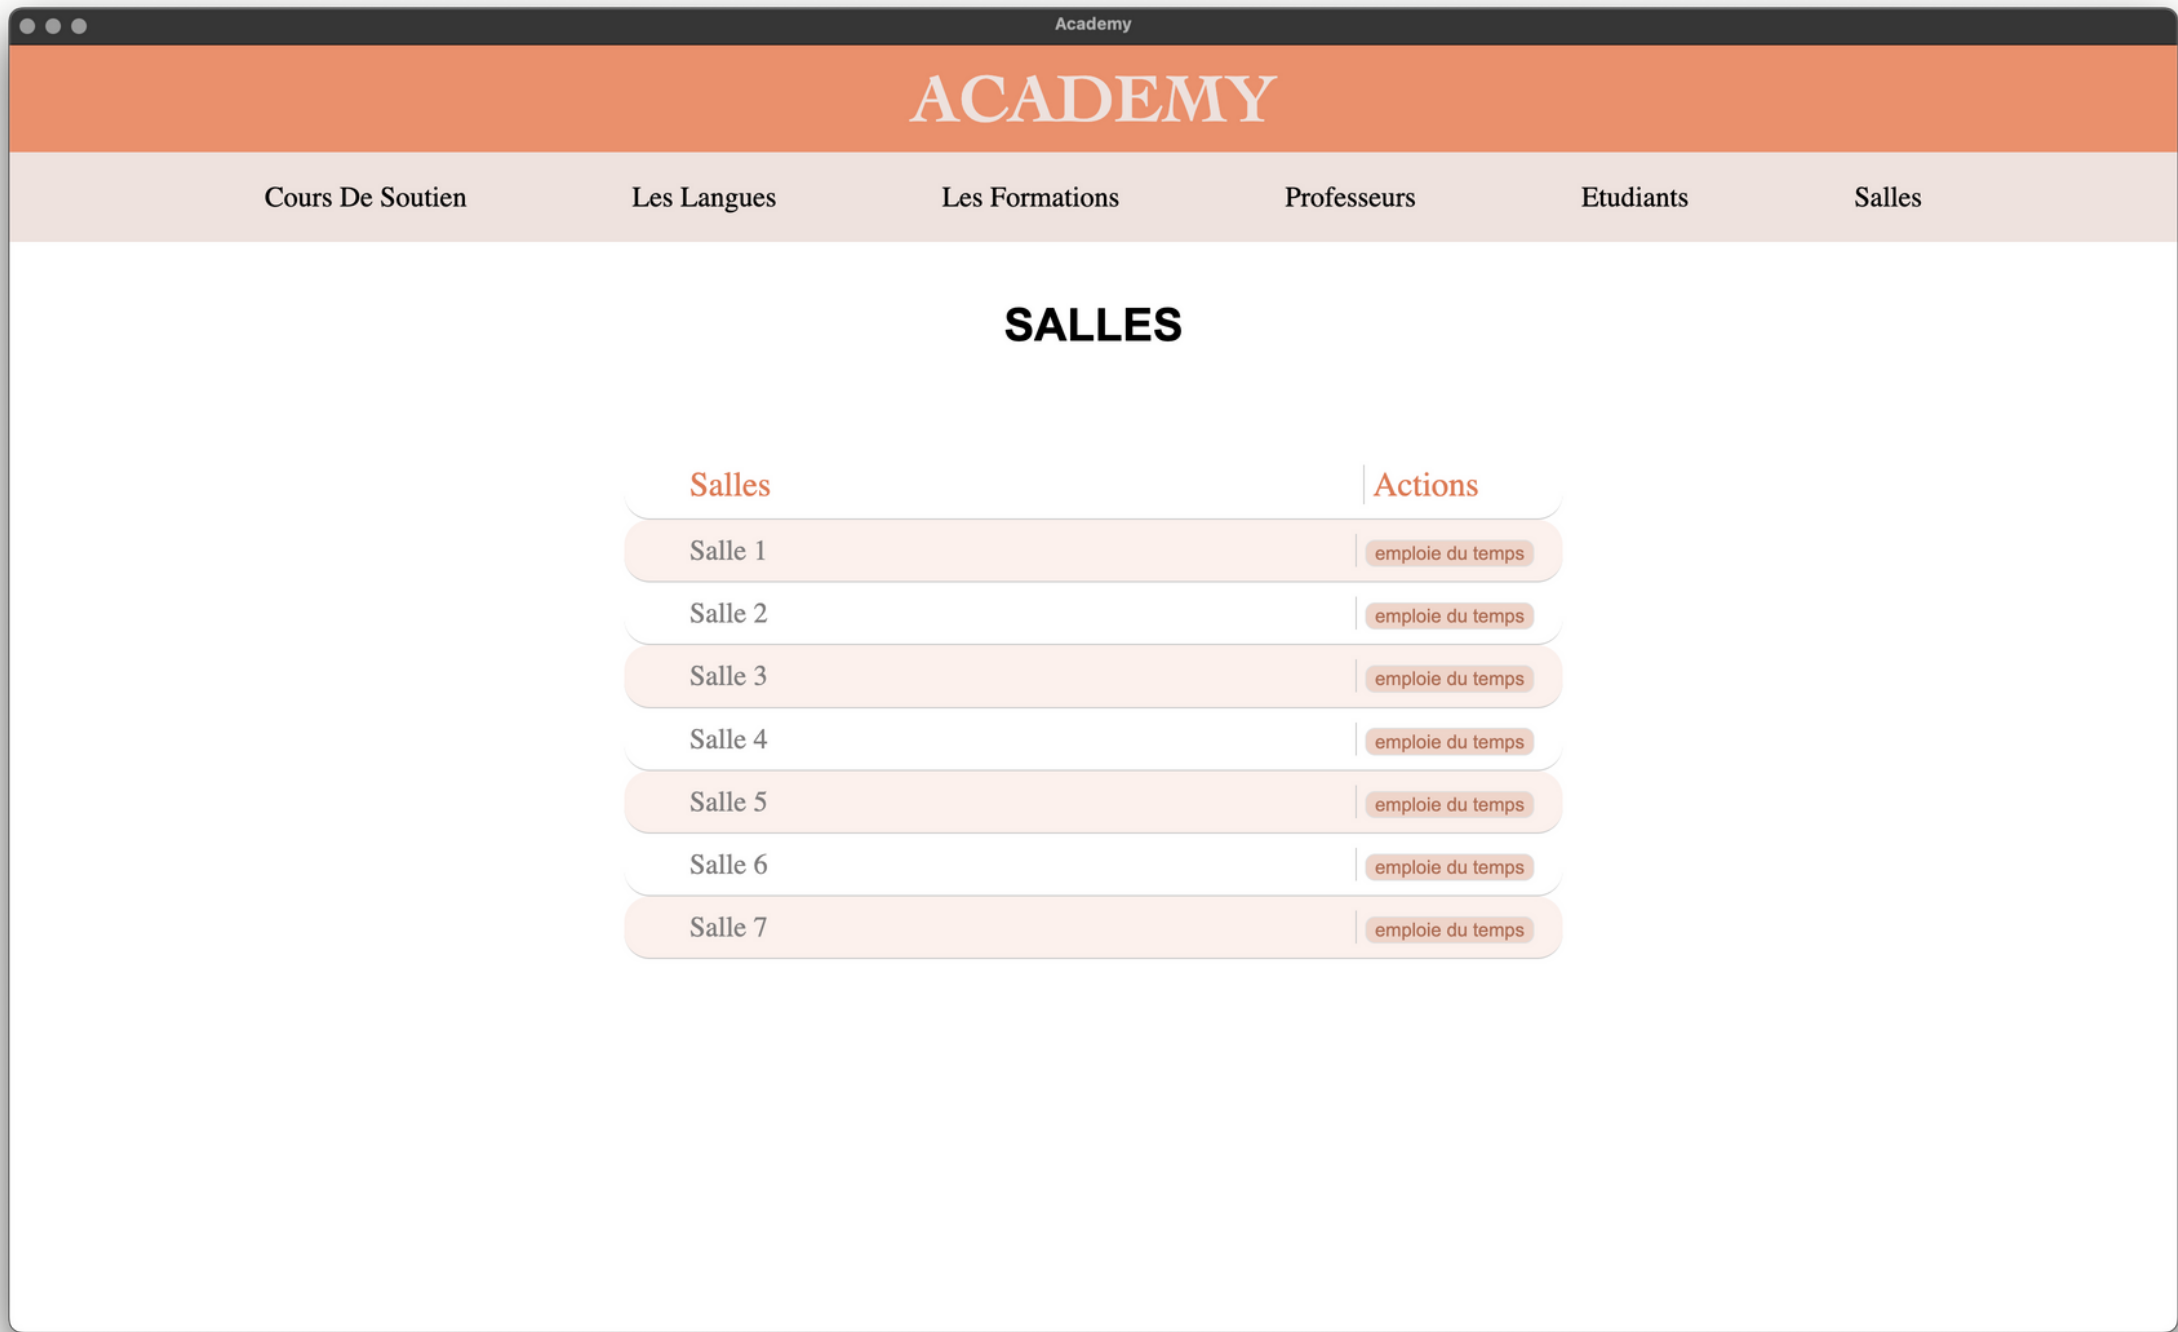 Academy
ACADEMY
Cours De Soutien Les Langues Les Formations Professeurs Etudiants Salles
SALLES
Salles Actions
Salle 1 emploie du temps
Salle 2 emploie du temps
Salle 3 emploie du temps
Salle 4 emploie du temps
Salle 5 emploie du temps
Salle 6 emploie du temps
Salle 7 emploie du temps